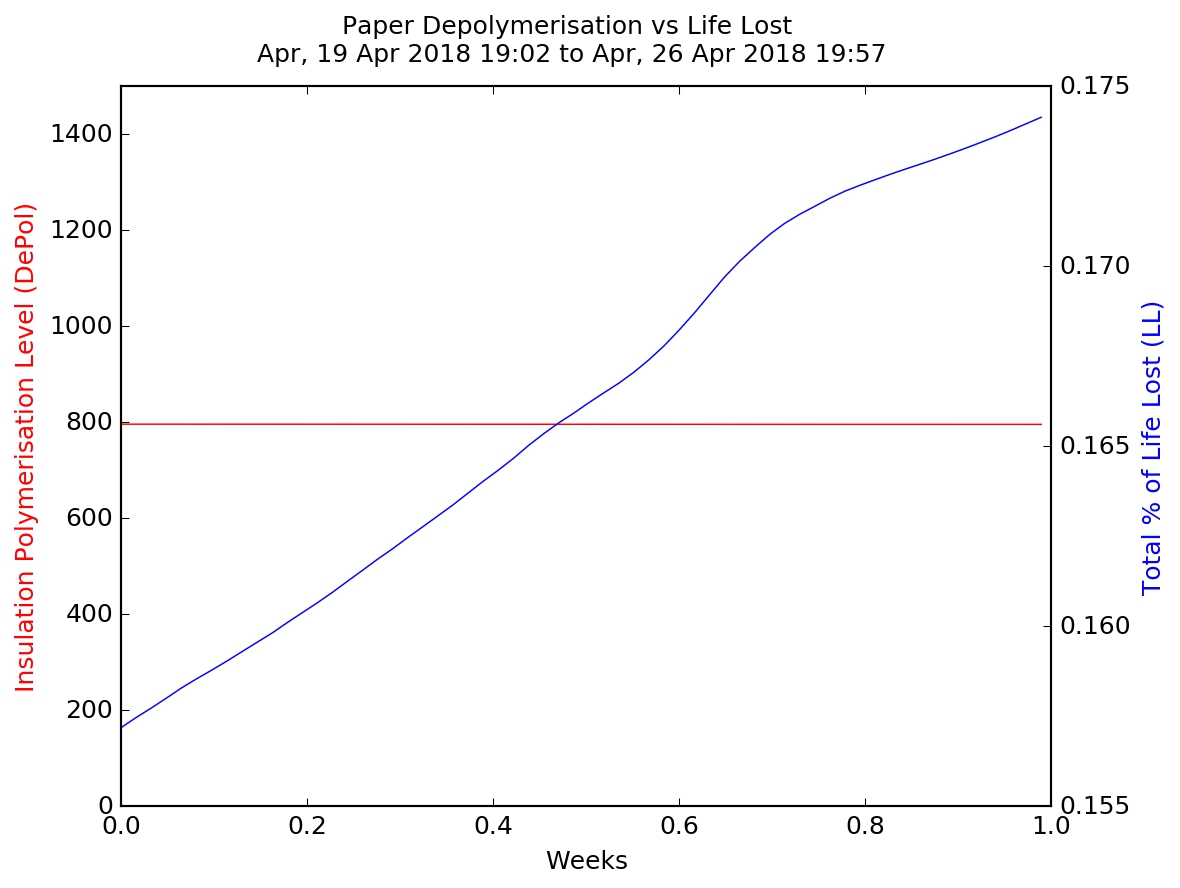 Paper Depolymerisation vs Life Lost
Apr, 19 Apr 2018 19:02 to Apr, 26 Apr 2018 19:57
Insulation Polymerisation Level (DePol)
1400
1200
1000
800
600
400
200
0
0.175
0.170
0.165
0.160
0.155
Total % of Life Lost (LL)
0.0 0.2 0.4 0.6 0.8 1.0
Weeks